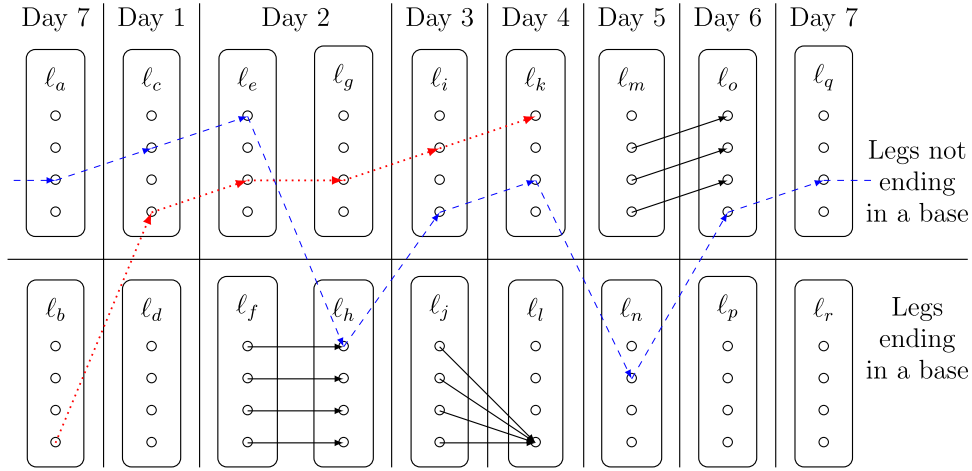 Day 7 Day 1 Day 2 Day 3 Day 4 Day 5 Day 6 Day 7
ℓa ℓc ℓe ℓg ℓi ℓk ℓm ℓo ℓq
Legs not
ending
in a base
ℓb ℓd ℓf ℓh ℓj ℓl ℓn ℓp ℓr
Legs
ending
in a base